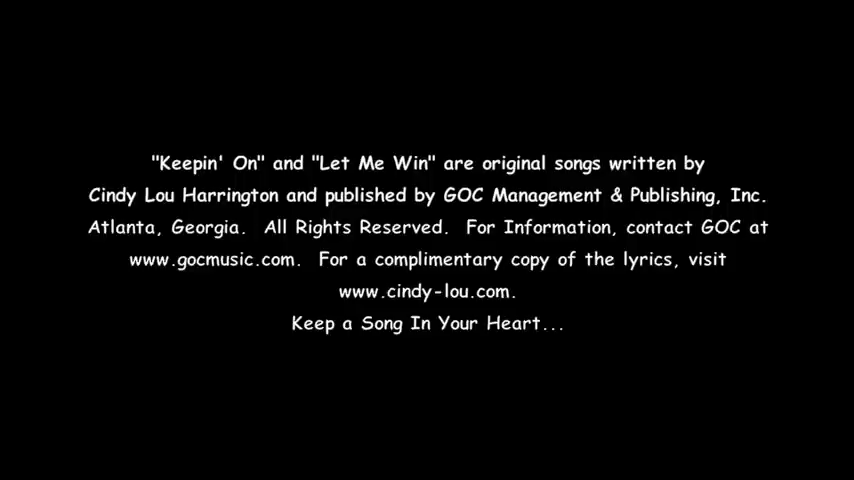 "Keepin' On" and "Let Me Win" are original songs written by
Cindy Lou Harrington and published by GOC Management & Publishing, Inc.
Atlanta, Georgia.  All Rights Reserved.  For Information, contact GOC at
www.gocmusic.com.  For a complimentary copy of the lyrics, visit
www.cindy-lou.com.
Keep a Song In Your Heart...